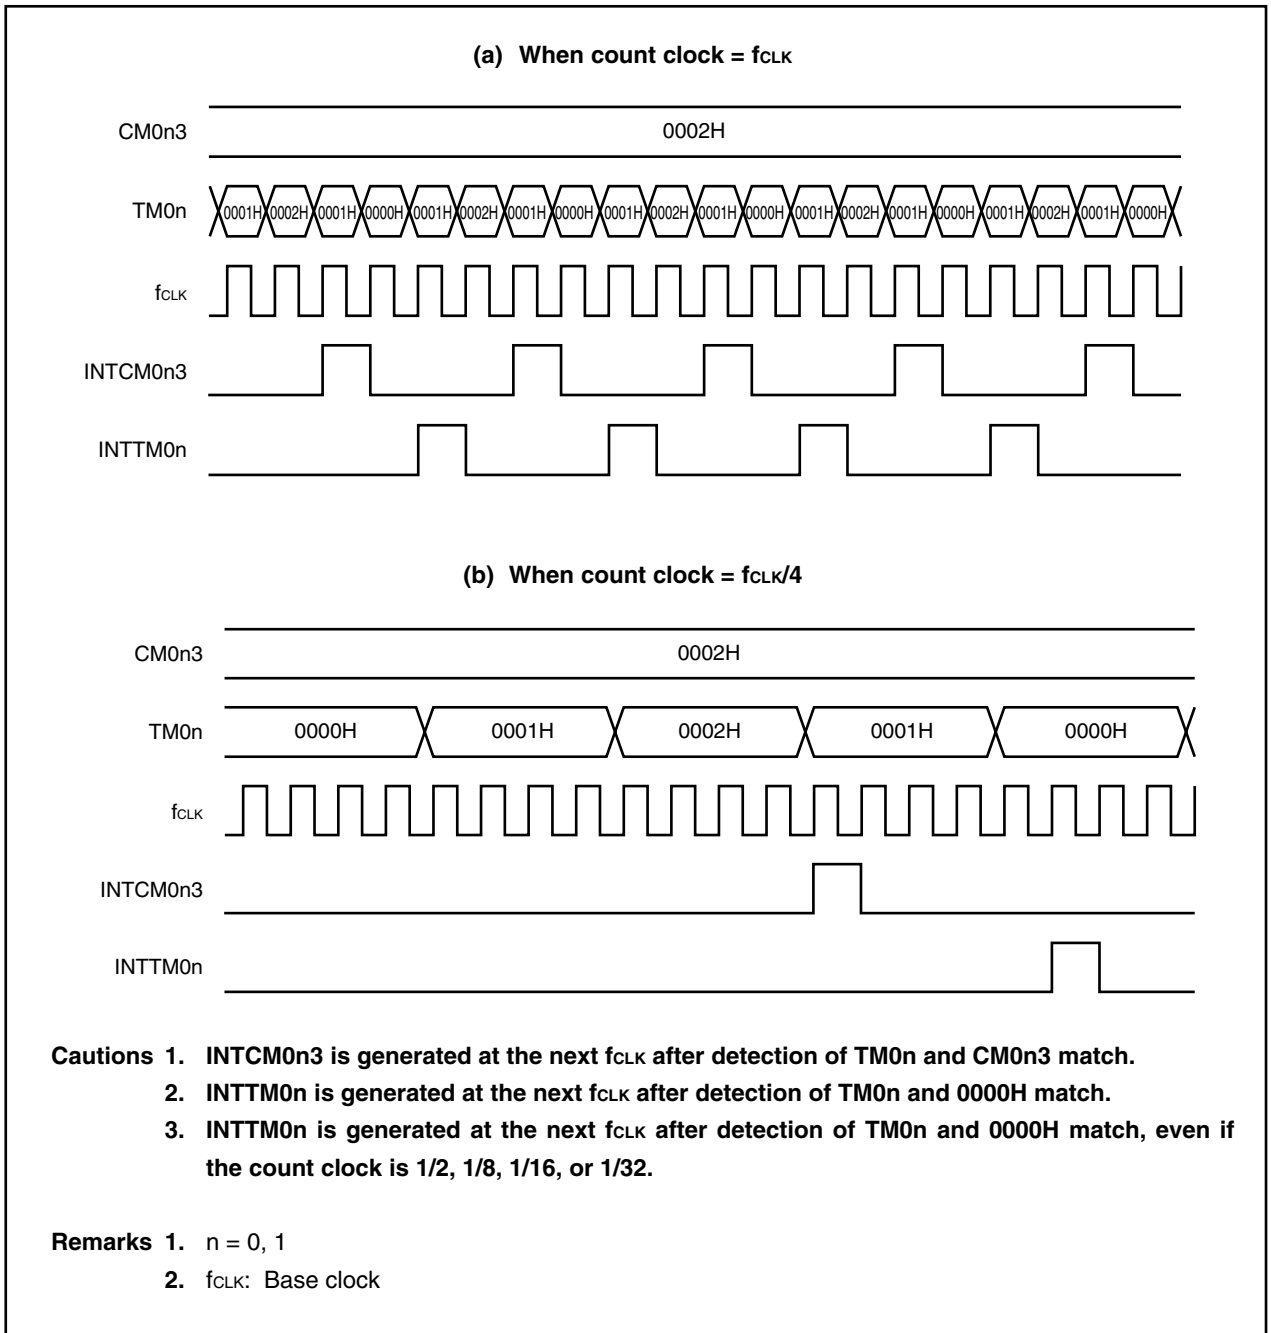 (a) When count clock = fCLK
CM0n3
0002H
TM0n
0001H 0002H 0001H 0000H 0001H 0002H 0001H 0000H 0001H 0002H 0001H 0000H 0001H 0002H 0001H 0000H 0001H 0002H 0001H 0000H
fCLK
INTCM0n3
INTTM0n
(b) When count clock = fCLK/4
CM0n3
0002H
TM0n
0000H 0001H 0002H 0001H 0000H
fCLK
INTCM0n3
INTTM0n
Cautions 1. INTCM0n3 is generated at the next fCLK after detection of TM0n and CM0n3 match.
2. INTTM0n is generated at the next fCLK after detection of TM0n and 0000H match.
3. INTTM0n is generated at the next fCLK after detection of TM0n and 0000H match, even if
the count clock is 1/2, 1/8, 1/16, or 1/32.
Remarks 1. n = 0, 1
2. fCLK: Base clock